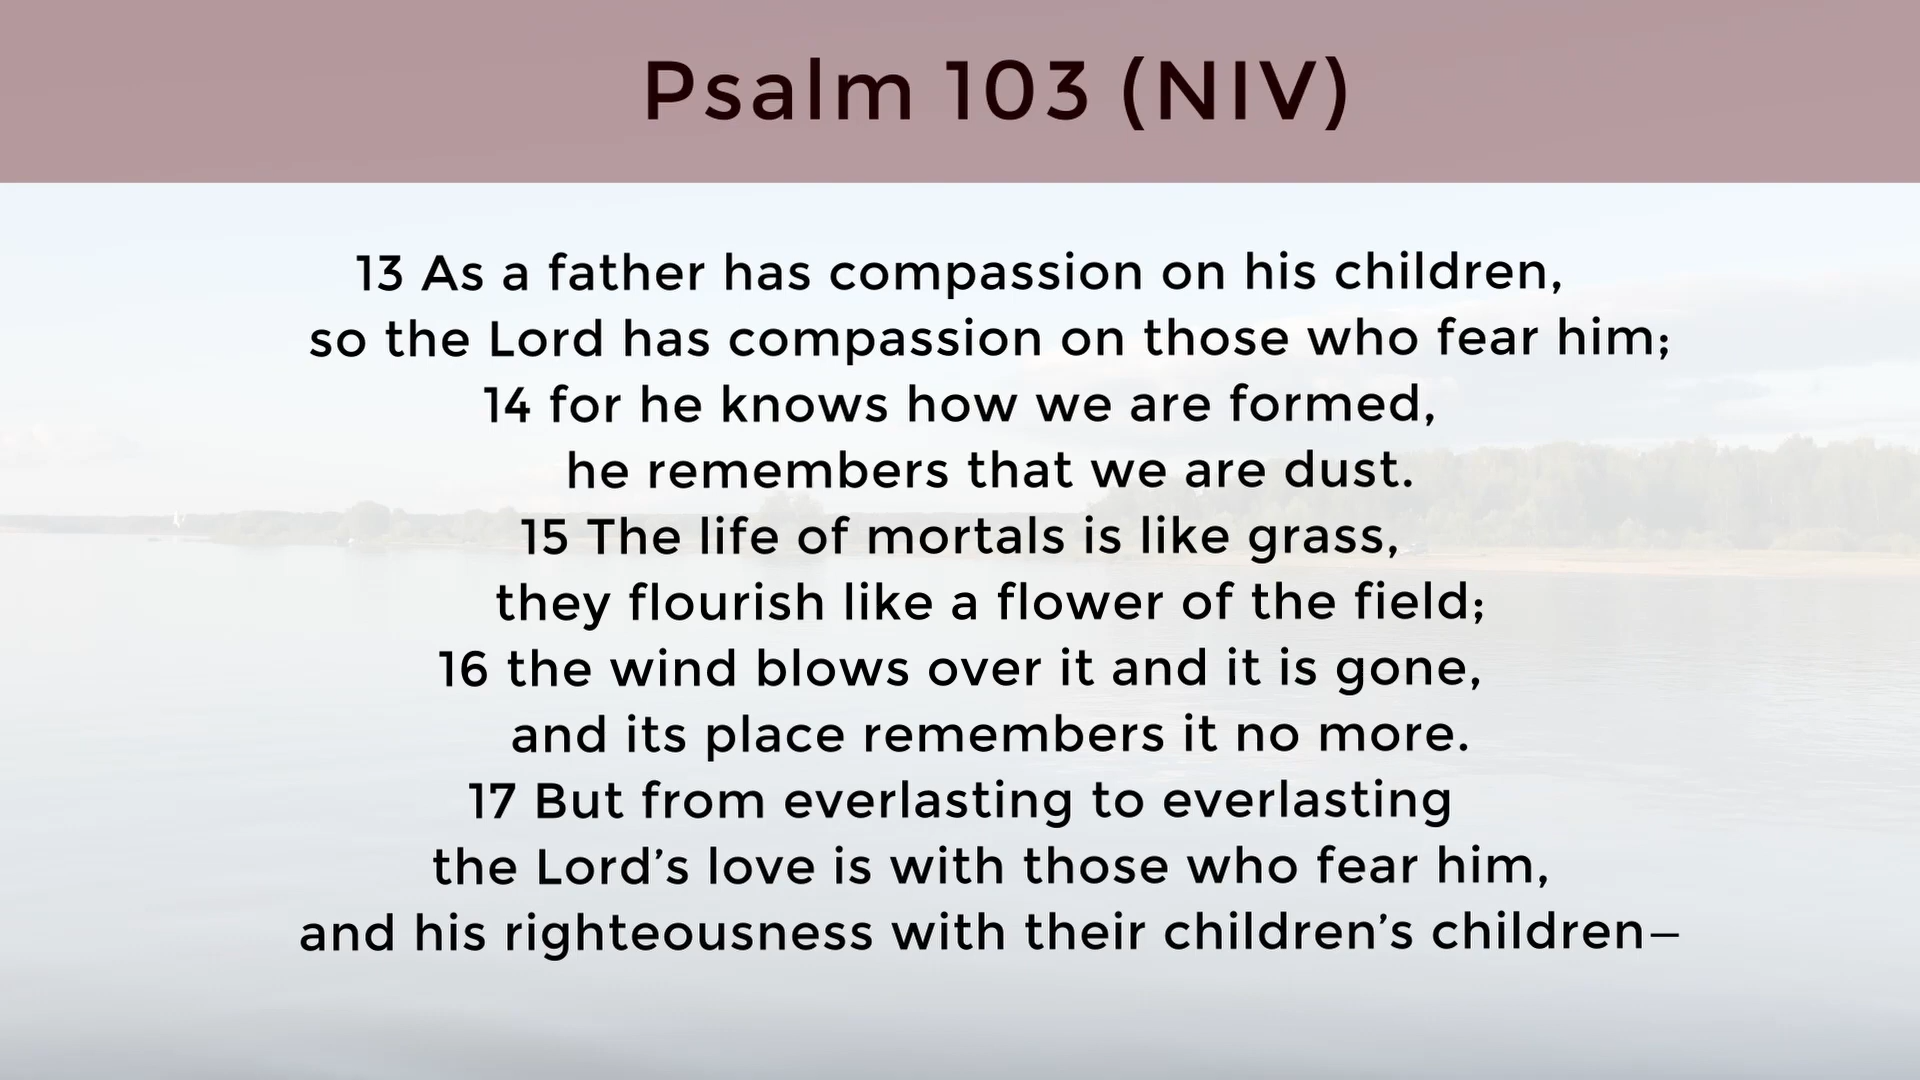 Psalm 103 (NIV)
13 As a father has compassion on his children,
so the Lord has compassion on those who fear him;
14 for he knows how we are formed,
he remembers that we are dust.
15 The life of mortals is like grass,
they flourish like a flower of the field;
16 the wind blows over it and it is gone,
and its place remembers it no more.
17 But from everlasting to everlasting
the Lord’s love is with those who fear him,
and his righteousness with their children’s children—